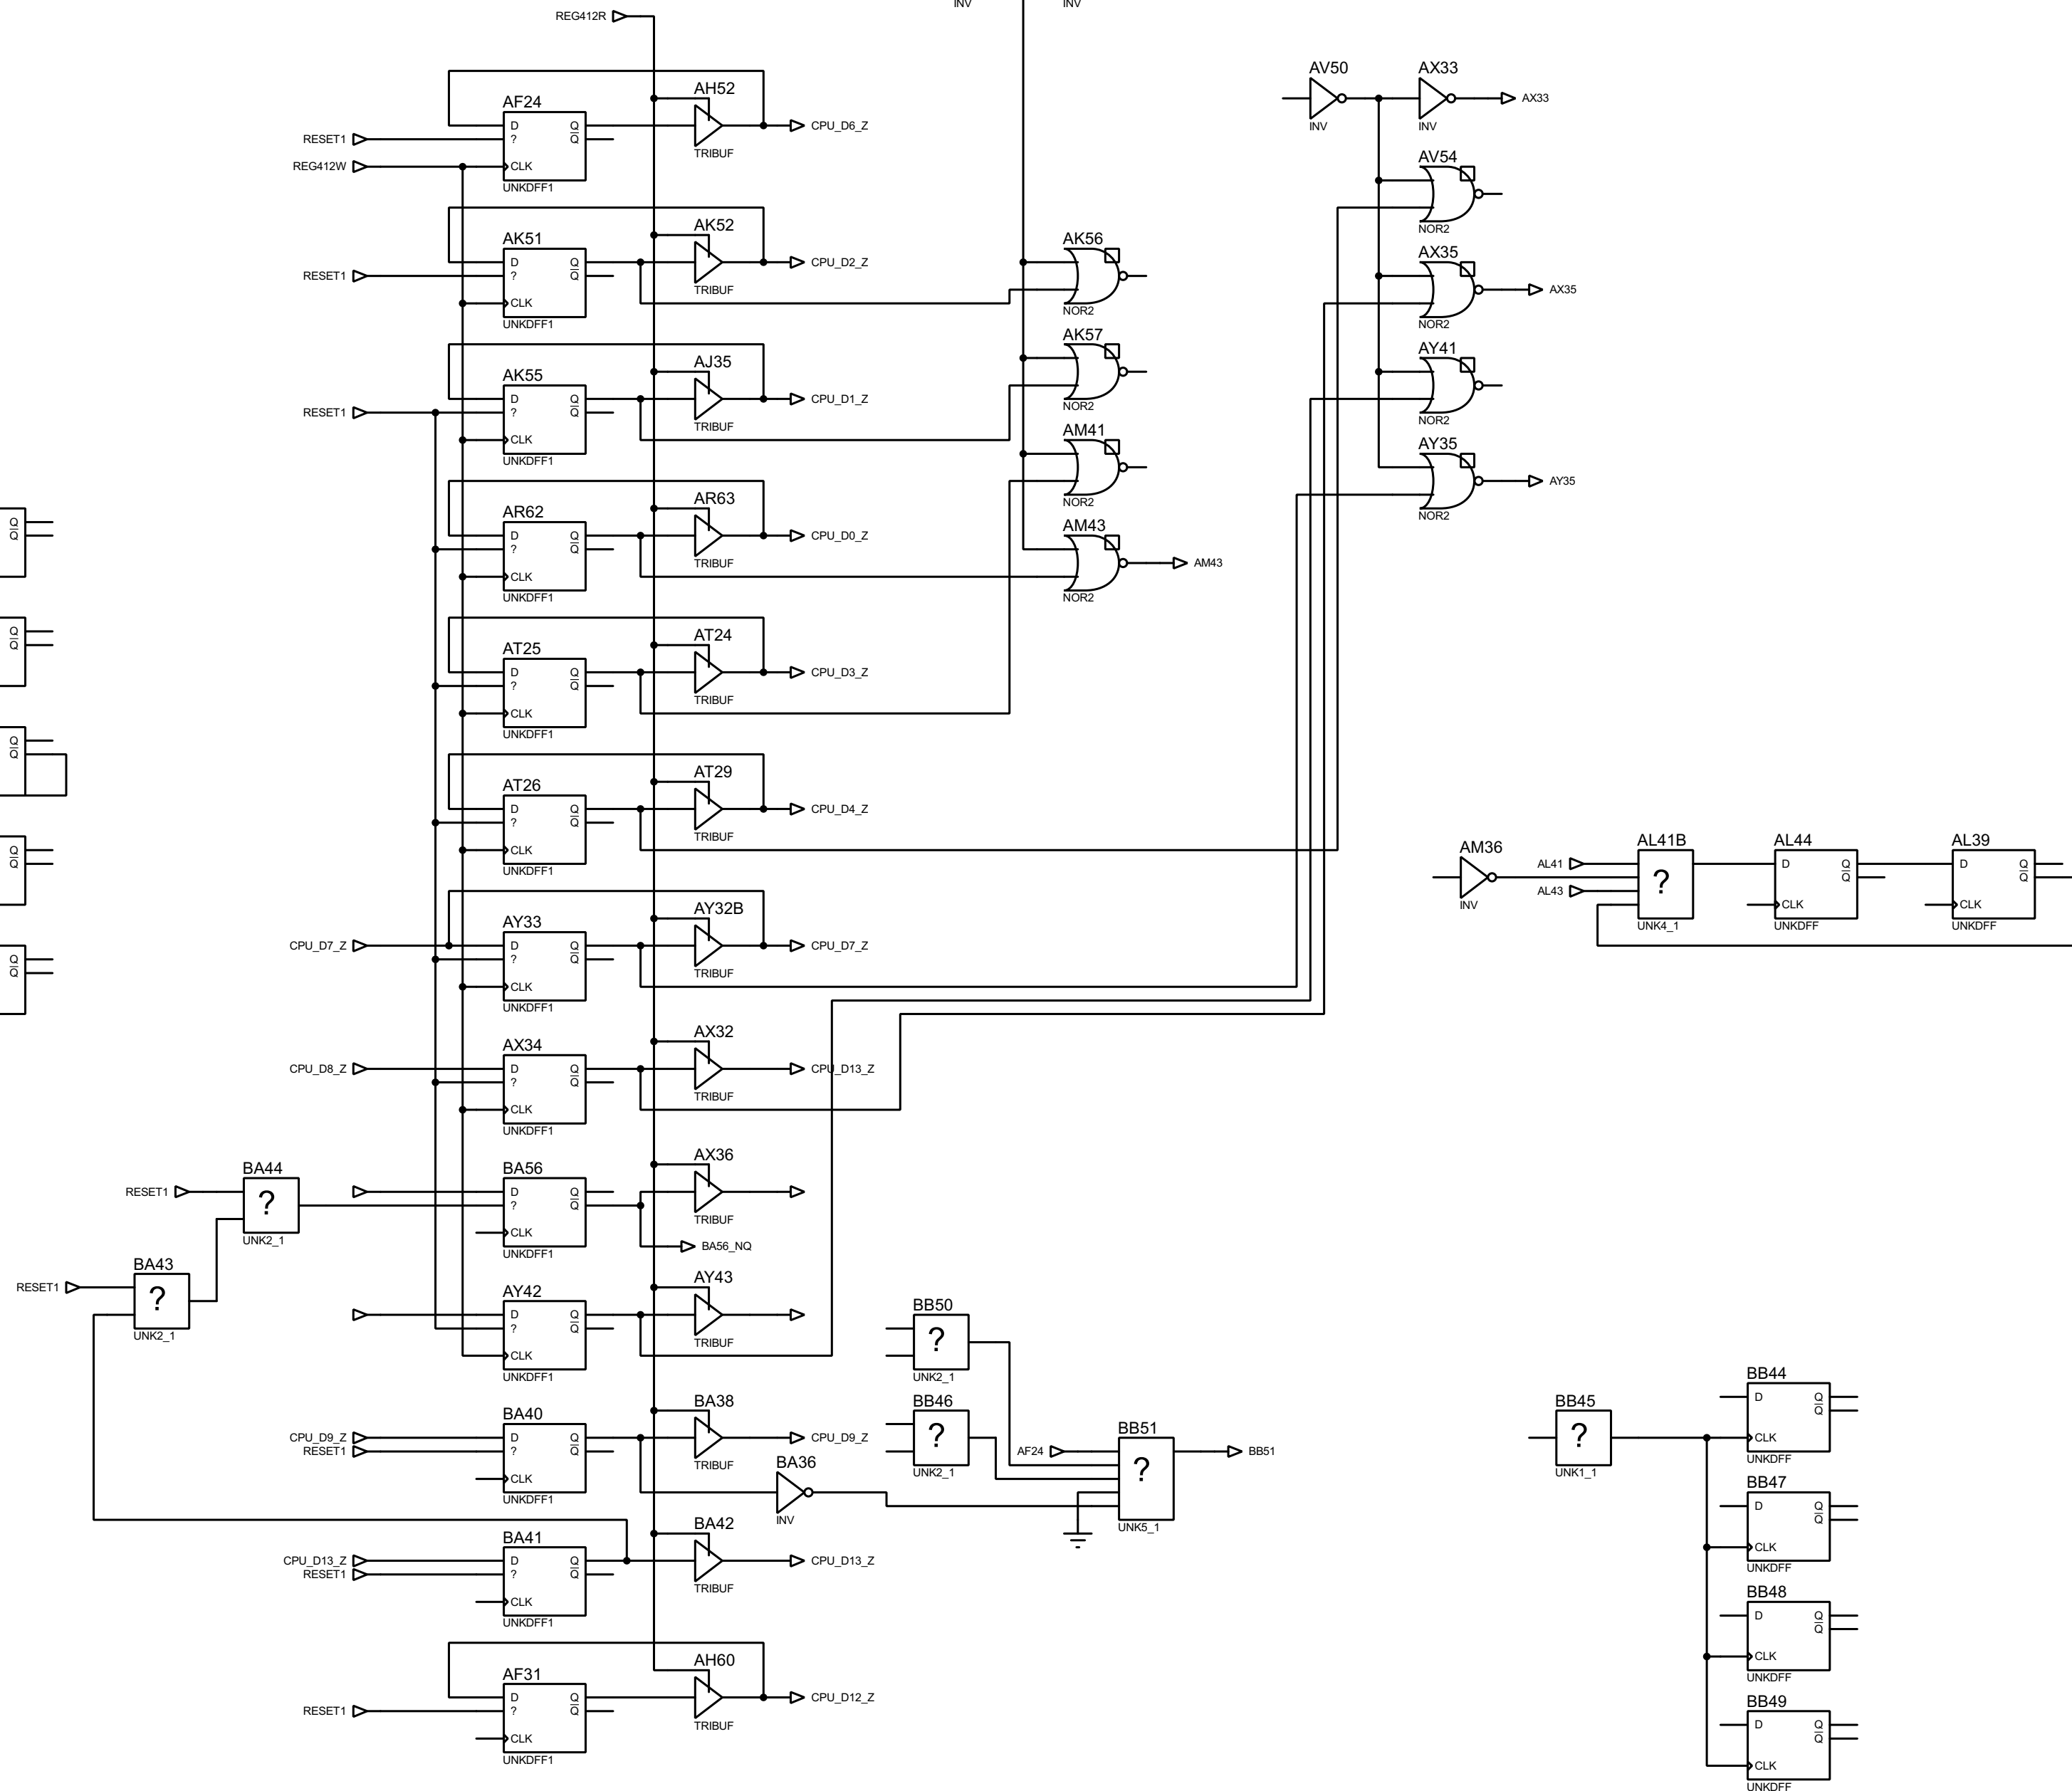 INV
INV
REG412R
AH52
AF24
D
Q
Q
CPU_D6_Z
RESET1
?
REG412W
CLK
TRIBUF
UNKDFF1
AK52
AK51
D
Q
Q
CPU_D2_Z
RESET1
?
CLK
TRIBUF
UNKDFF1
AJ35
AK55
D
Q
Q
CPU_D1_Z
RESET1
?
CLK
TRIBUF
UNKDFF1
AR63
AR62
D
Q
Q
CPU_D0_Z
?
CLK
TRIBUF
UNKDFF1
AT24
AT25
D
Q
Q
CPU_D3_Z
?
CLK
TRIBUF
UNKDFF1
AT29
AT26
D
Q
Q
CPU_D4_Z
?
CLK
TRIBUF
UNKDFF1
AY32B
AY33
CPU_D7_Z
D
Q
Q
CPU_D7_Z
?
CLK
TRIBUF
UNKDFF1
AX32
AX34
CPU_D8_Z
D
Q
Q
CPU_D13_Z
?
CLK
TRIBUF
UNKDFF1
AX36
BA44
BA56
RESET1
?
D
Q
Q
?
CLK
TRIBUF
UNK2_1
UNKDFF1
BA56_NQ
BA43
RESET1
?
UNK2_1
AY43
AY42
D
Q
Q
?
CLK
TRIBUF
UNKDFF1
BA38
BA40
CPU_D9_Z
D
Q
Q
CPU_D9_Z
RESET1
?
CLK
TRIBUF
UNKDFF1
BA36
INV
BA42
BA41
CPU_D13_Z
D
Q
Q
CPU_D13_Z
RESET1
?
CLK
TRIBUF
UNKDFF1
AH60
AF31
D
Q
Q
CPU_D12_Z
RESET1
?
CLK
TRIBUF
UNKDFF1
Q
Q
Q
Q
Q
Q
Q
Q
Q
Q
AK56
NOR2
AK57
NOR2
AM41
NOR2
AM43
AM43
NOR2
AV50
INV
AX33
AX33
INV
AV54
NOR2
AX35
AX35
NOR2
AY41
NOR2
AY35
AY35
NOR2
AM36
INV
AL41
AL43
AL41B
?
UNK4_1
AL44
D
Q
Q
CLK
UNKDFF
AL39
D
Q
Q
CLK
UNKDFF
BB50
?
UNK2_1
BB46
?
UNK2_1
BB51
AF24
?
BB51
UNK5_1
BB45
?
UNK1_1
BB44
D
Q
Q
CLK
UNKDFF
BB47
D
Q
Q
CLK
UNKDFF
BB48
D
Q
Q
CLK
UNKDFF
BB49
D
Q
Q
CLK
UNKDFF